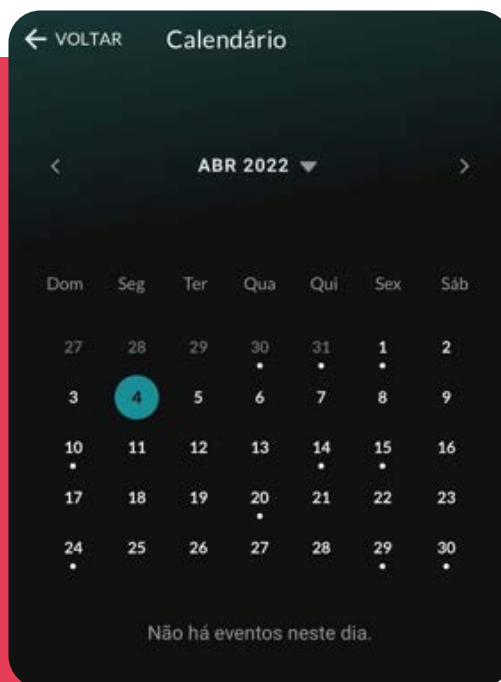 ← VOLTAR Calendário
< ABR 2022 ▼ >
Dom Seg Ter Qua Qui Sex Sáb
27 28 29 30 31 1 2
3 4 5 6 7 8 9
10 11 12 13 14 15 16
17 18 19 20 21 22 23
24 25 26 27 28 29 30
Não há eventos neste dia.